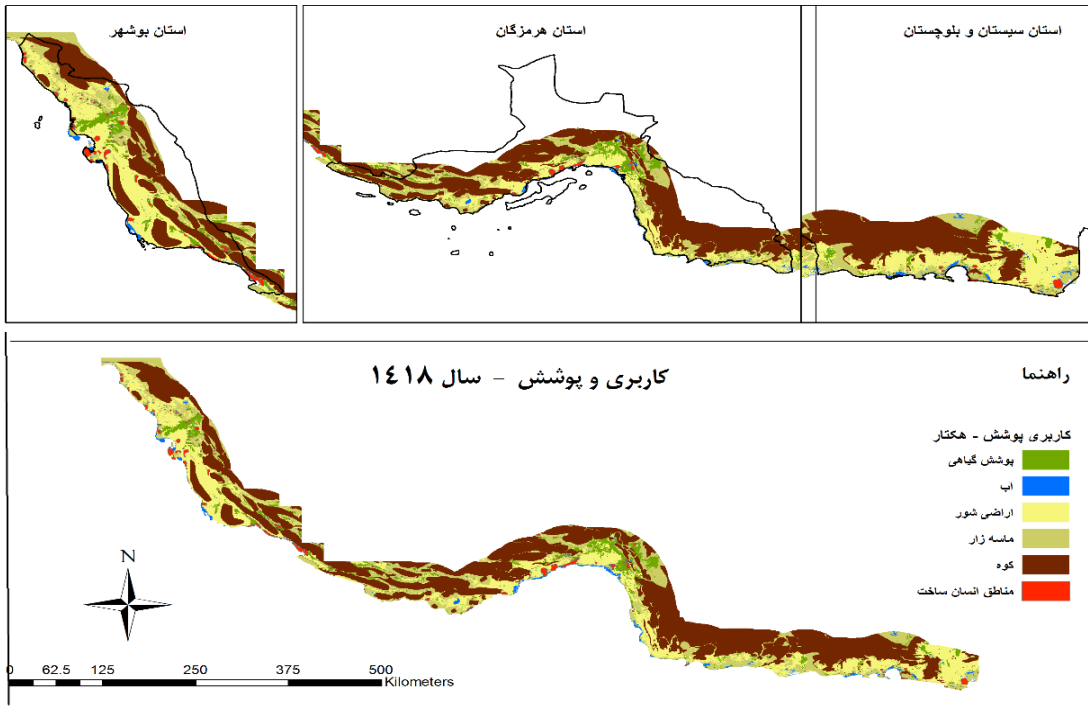 استان بوشهر
استان هرمزگان
استان سیستان و بلوچستان
کاربری و پوشش - سال ١٤١٨
راهنما
کاربری پوشش - هکتار
پوشش گیاهی
اب
اراضی شور
ماسه زار
کوه
مناطق انسان ساخت
N
0 62.5 125 250 375 500
Kilometers